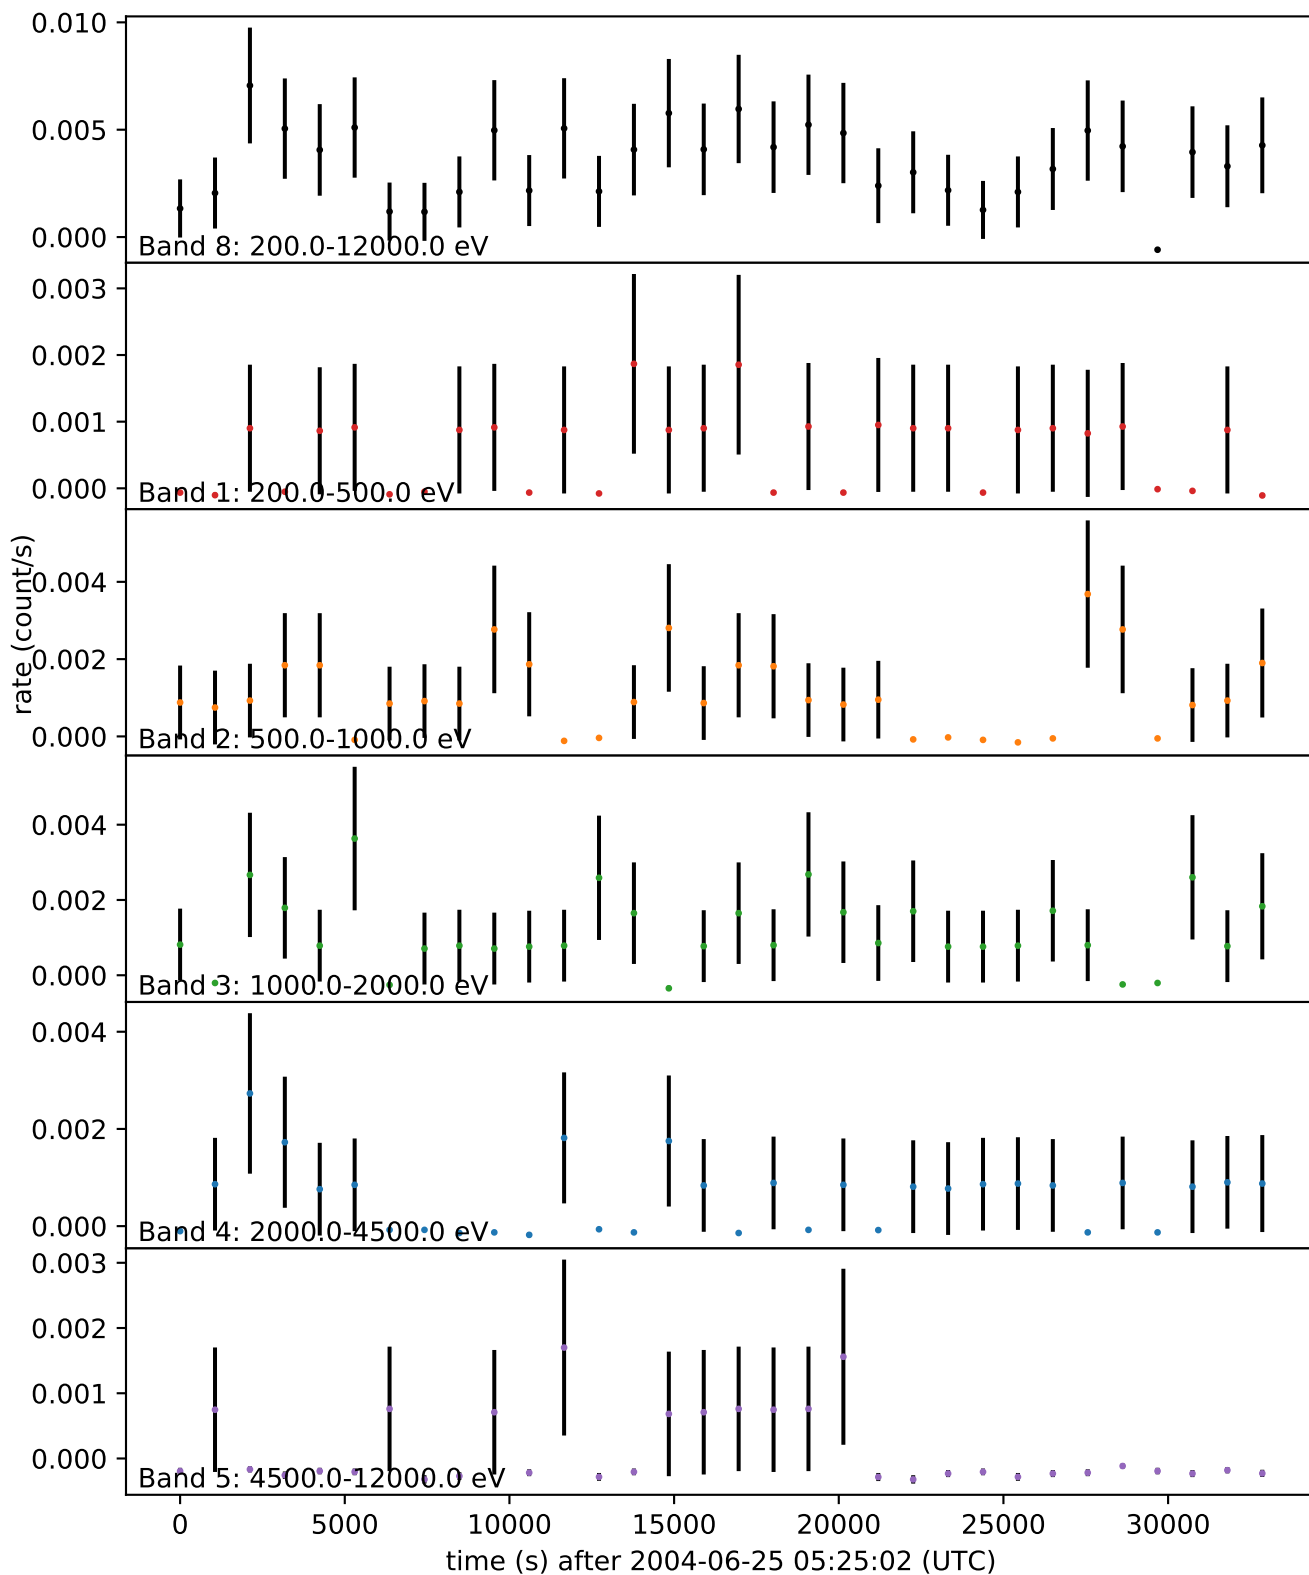 0.010
0.005
0.000
Band 8: 200.0-12000.0 eV
0.003
0.002
0.001
0.000
Band 1: 200.0-500.0 eV
rate (count/s)
0.004
0.002
0.000
Band 2: 500.0-1000.0 eV
0.004
0.002
0.000
Band 3: 1000.0-2000.0 eV
0.004
0.002
0.000
Band 4: 2000.0-4500.0 eV
0.003
0.002
0.001
0.000
Band 5: 4500.0-12000.0 eV
0 5000 10000 15000 20000 25000 30000
time (s) after 2004-06-25 05:25:02 (UTC)